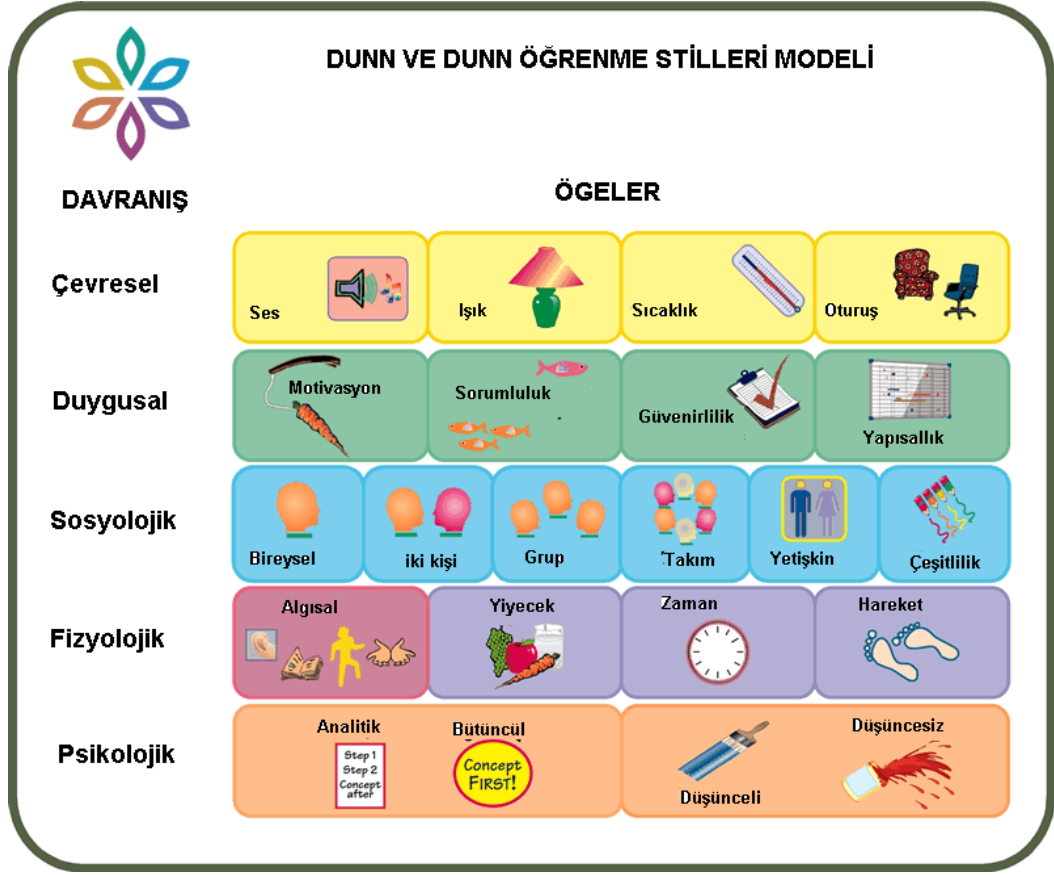 DUNN VE DUNN ÖĞRENME STİLLERİ MODELİ
DAVRANIŞ
ÖGELER
Çevresel
Ses
Işık
Sıcaklık
Oturuş
Duygusal
Motivasyon
Sorumluluk
Güvenirlilik
Yapısallık
Sosyolojik
Bireysel
iki kişi
Grup
Takım
Yetişkin
Çeşitlilik
Fizyolojik
Algısal
Yiyecek
Zaman
Hareket
Psikolojik
Analitik
Step 1
Step 2
Concept
after
Bütüncül
Concept
FIRST!
Düşünceli
Düşüncesiz